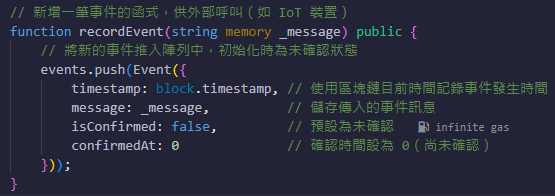 // 新增一筆事件的函式，供外部呼叫（如 IoT 裝置）
function recordEvent(string memory _message) public {
// 將新的事件推入陣列中，初始化時為未確認狀態
events.push(Event({
timestamp: block.timestamp, // 使用區塊鏈目前時間記錄事件發生時間
message: _message, // 儲存傳入的事件訊息
isConfirmed: false, // 預設為未確認 infinite gas
confirmedAt: 0 // 確認時間設為 0（尚未確認）
}));
}